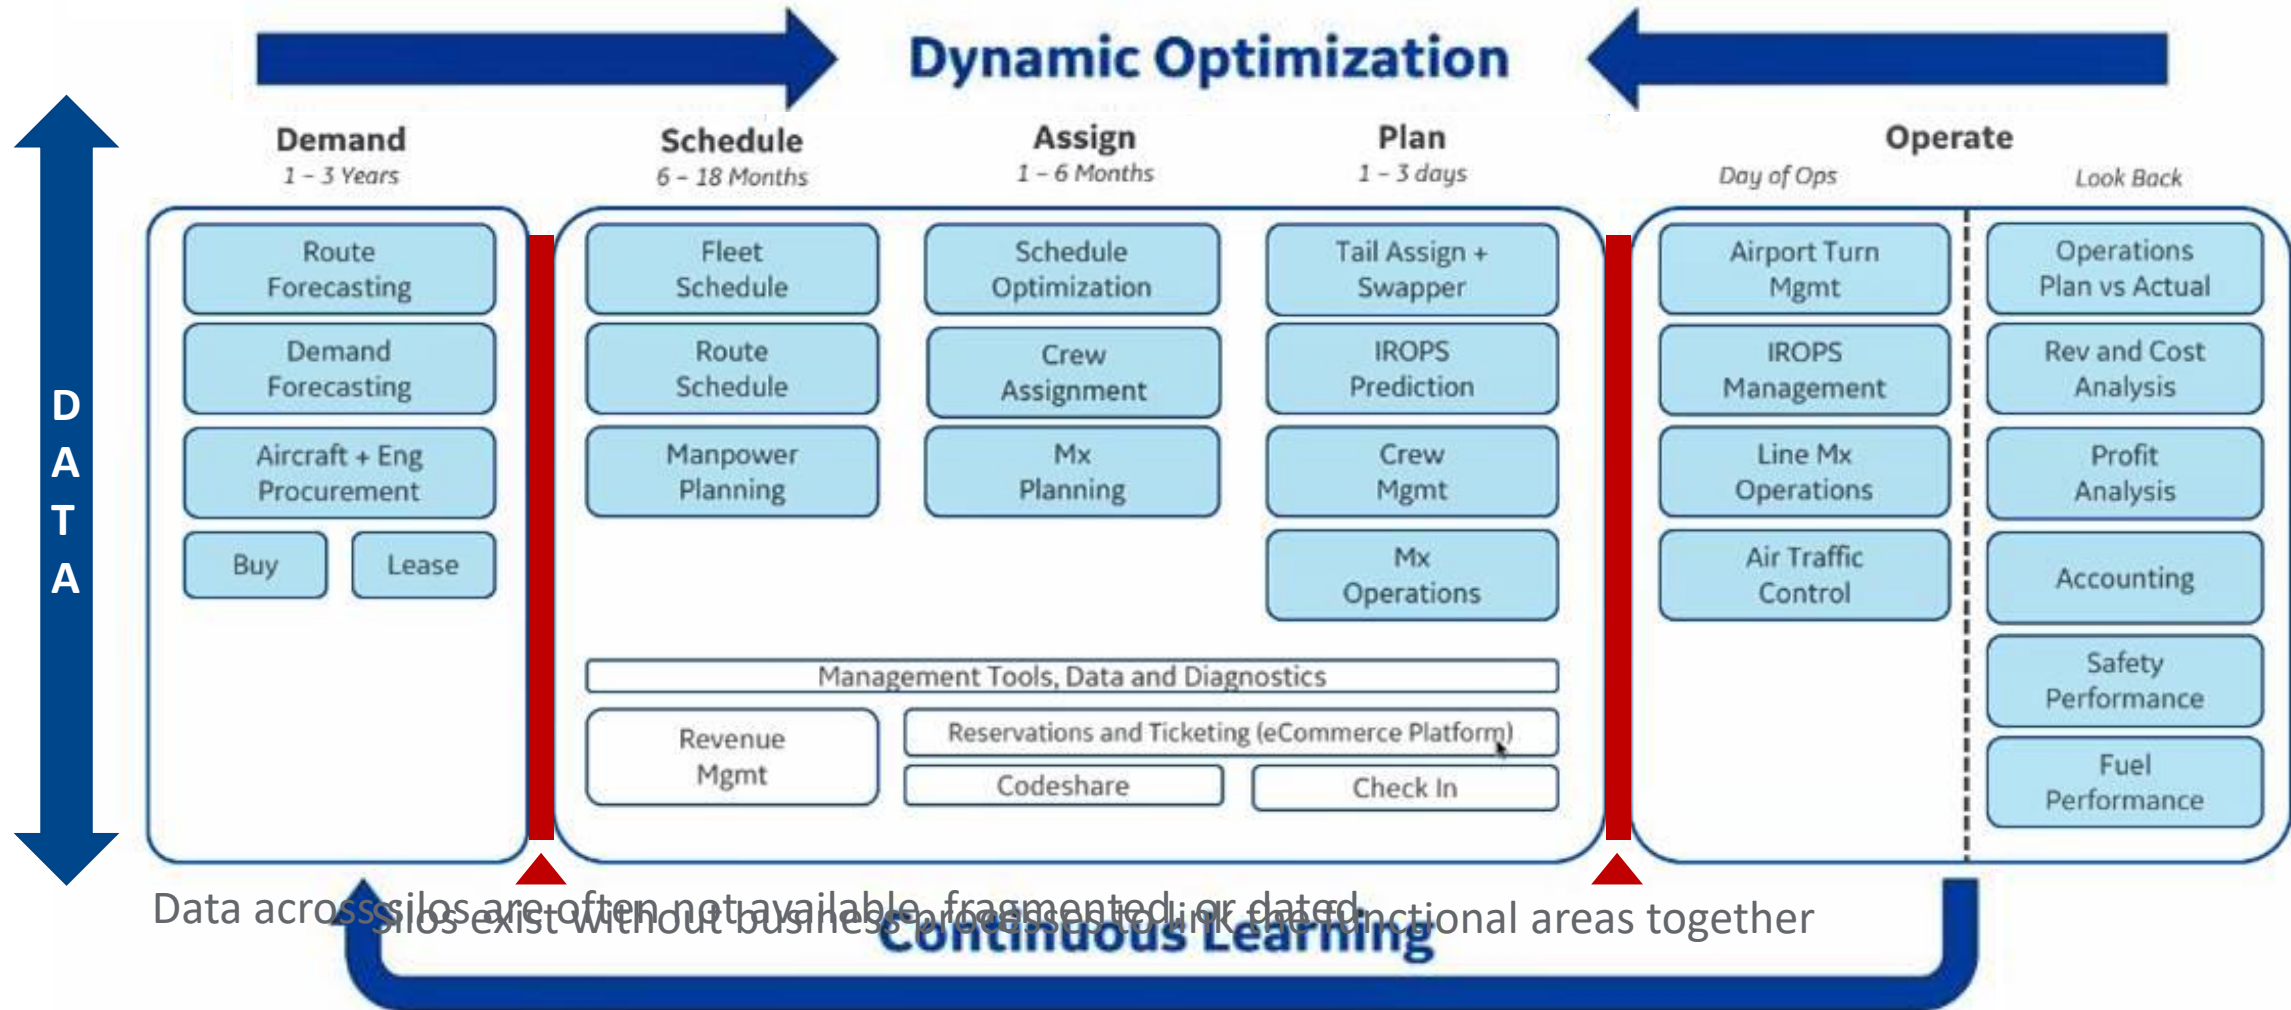 Dynamic Optimization
D
A
T
A
Demand
1 – 3 Years
Route
Forecasting
Demand
Forecasting
Aircraft + Eng
Procurement
Buy
Lease
Schedule
6 – 18 Months
Fleet
Schedule
Route
Schedule
Manpower
Planning
Assign
1 – 6 Months
Schedule
Optimization
Crew
Assignment
Mx
Planning
Plan
1 – 3 days
Tail Assign +
Swapper
IROPS
Prediction
Crew
Mgmt
Mx
Operations
Management Tools, Data and Diagnostics
Revenue
Mgmt
Reservations and Ticketing (eCommerce Platform)
Codeshare
Check In
Operate
Day of Ops
Airport Turn
Mgmt
IROPS
Management
Line Mx
Operations
Air Traffic
Control
Look Back
Operations
Plan vs Actual
Rev and Cost
Analysis
Profit
Analysis
Accounting
Safety
Performance
Fuel
Performance
Data across silos are often not available, fragmented, or dated
Silos exist without business processes to link the functional areas together
Continuous Learning